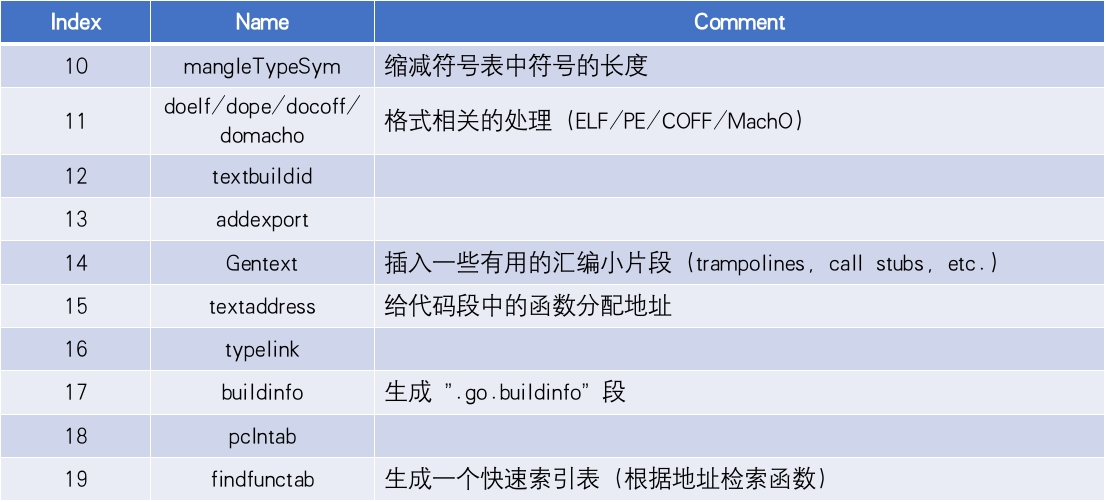 Index Name Comment
10 mangleTypeSym 缩减符号表中符号的长度
11 doelf/dope/docoff/
domacho 格式相关的处理（ELF/PE/COFF/MachO）
12 textbuildid
13 addexport
14 Gentext 插入一些有用的汇编小片段（trampolines, call stubs, etc.）
15 textaddress 给代码段中的函数分配地址
16 typelink
17 buildinfo 生成 ”.go.buildinfo” 段
18 pclntab
19 findfunctab 生成一个快速索引表（根据地址检索函数）